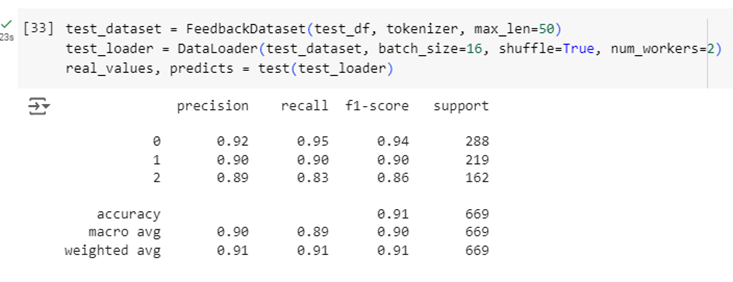 [33] test_dataset = FeedbackDataset(test_df, tokenizer, max_len=50)
23s
test_loader = DataLoader(test_dataset, batch_size=16, shuffle=True, num_workers=2)
real_values, predicts = test(test_loader)
precision recall f1-score support
0 0.92 0.95 0.94 288
1 0.90 0.90 0.90 219
2 0.89 0.83 0.86 162
accuracy 0.91 669
macro avg 0.90 0.89 0.90 669
weighted avg 0.91 0.91 0.91 669